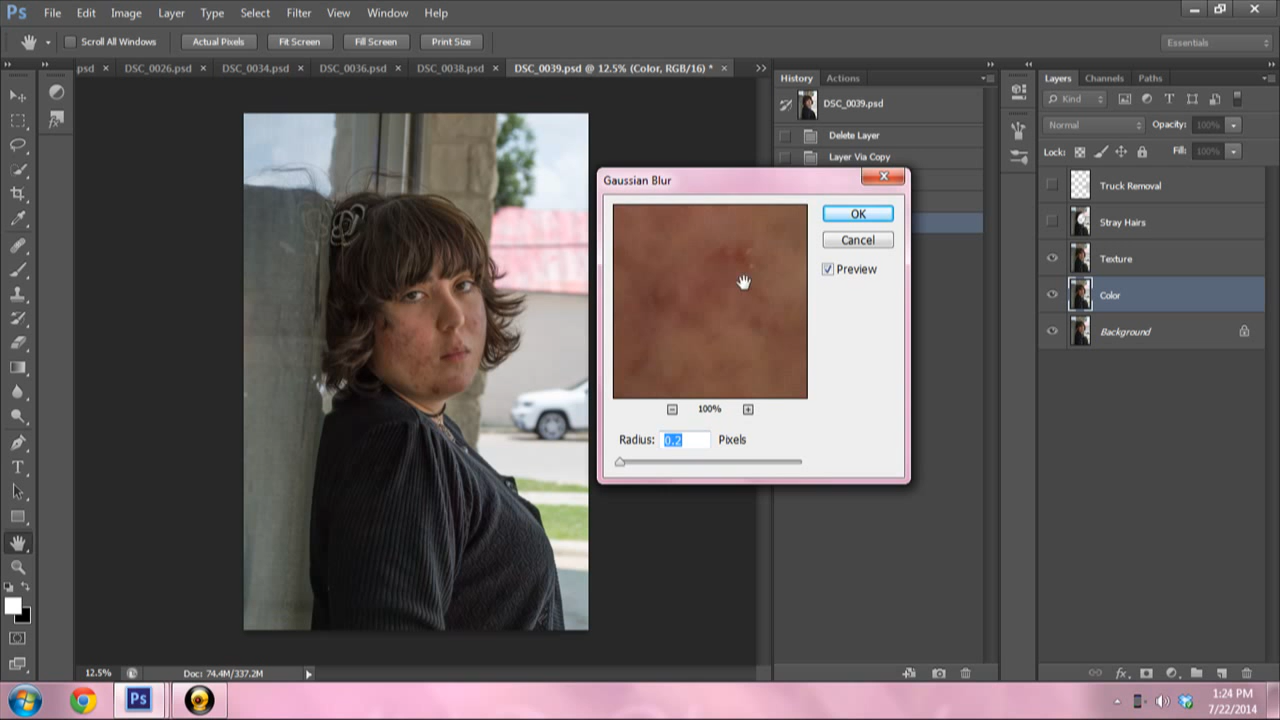 Ps File Edit Image Layer Type Select Filter View Window Help
Scroll All Windows Actual Pixels Fit Screen Fill Screen Print Size Essentials
psd × DSC_0026.psd × DSC_0034.psd × DSC_0036.psd × DSC_0038.psd × DSC_0039.psd @ 12.5% (Color, RGB/16) * ×
History Actions
DSC_0039.psd
Delete Layer
Layer Via Copy
Layers Channels Paths
Kind
Normal Opacity: 100%
Lock: Fill: 100%
Truck Removal
Stray Hairs
Texture
Color
Background
Gaussian Blur
OK
Cancel
Preview
100%
Radius: 0.2 Pixels
12.5% Doc: 74.4M/337.2M
fx
Ps
1:24 PM
7/22/2014